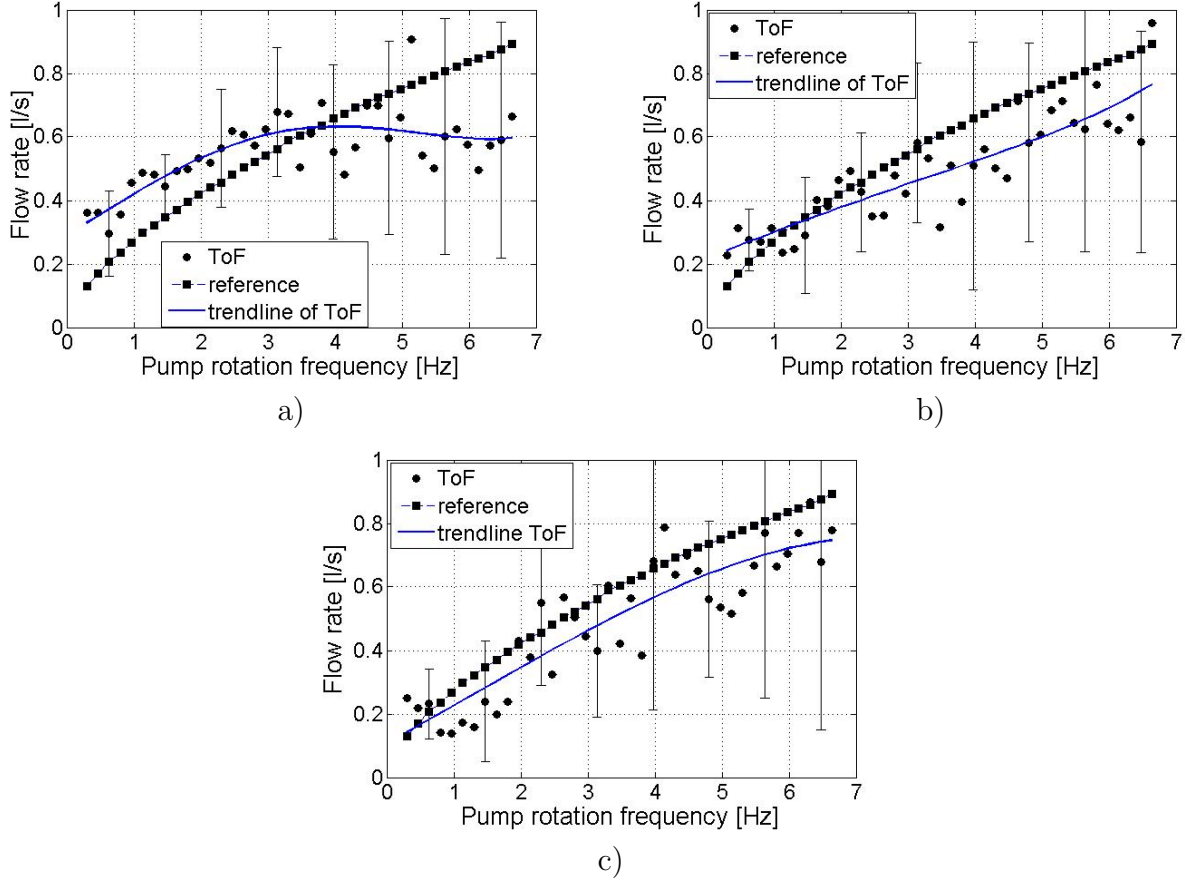 1
0.8
0.6
0.4
0.2
0
Flow rate [l/s]
ToF
reference
trendline of ToF
0 1 2 3 4 5 6 7
Pump rotation frequency [Hz]
a)
1
0.8
0.6
0.4
0.2
0
Flow rate [l/s]
ToF
reference
trendline of ToF
0 1 2 3 4 5 6 7
Pump rotation frequency [Hz]
b)
1
0.8
0.6
0.4
0.2
0
Flow rate [l/s]
ToF
reference
trendline ToF
0 1 2 3 4 5 6 7
Pump rotation frequency [Hz]
c)